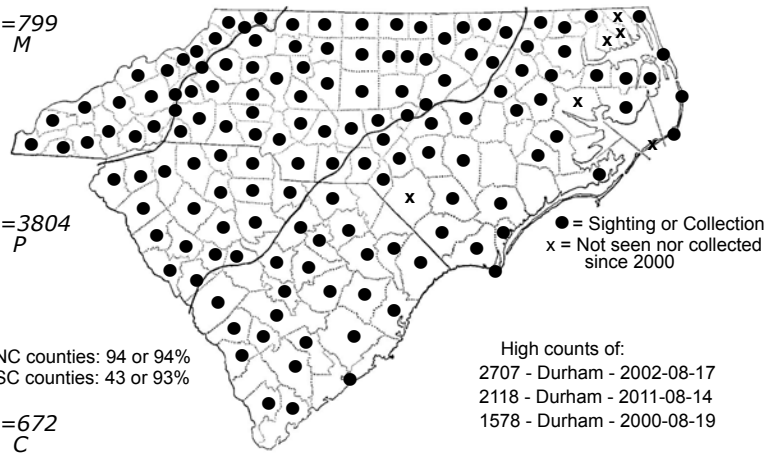 =799
M
=3804
P
● = Sighting or Collection
x = Not seen nor collected
since 2000
NC counties: 94 or 94%
SC counties: 43 or 93%
High counts of:
2707 - Durham - 2002-08-17
2118 - Durham - 2011-08-14
1578 - Durham - 2000-08-19
=672
C